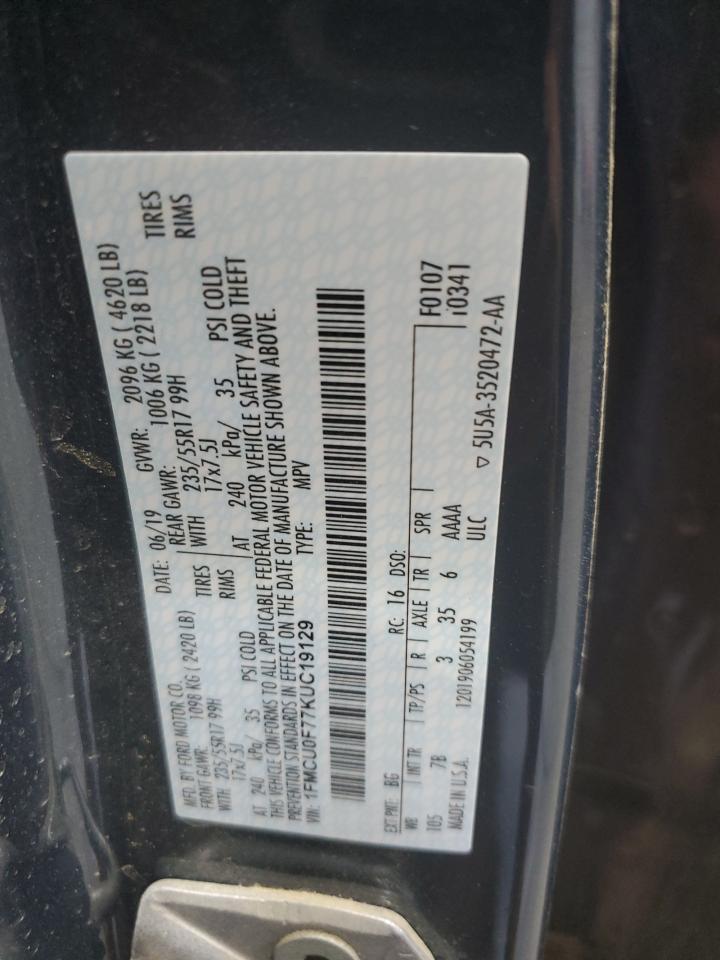 MFD. BY FORD MOTOR CO.
DATE: 06/19 GVWR: 2096 KG ( 4620 LB)
FRONT GAWR: 1098 KG ( 2420 LB) REAR GAWR: 1006 KG ( 2218 LB)
WITH 235/55R17 99H TIRES WITH 235/55R17 99H TIRES
17x7.5J RIMS 17x7.5J RIMS
AT 240 kPa/ 35 PSI COLD AT 240 kPa/ 35 PSI COLD
THIS VEHICLE CONFORMS TO ALL APPLICABLE FEDERAL MOTOR VEHICLE SAFETY AND THEFT
PREVENTION STANDARDS IN EFFECT ON THE DATE OF MANUFACTURE SHOWN ABOVE.
VIN: 1FMCU0F77KUC19129 TYPE: MPV
EXT PNT: BG RC: 16 DSO: F0107
WB INT TR TP/PS R AXLE TR SPR i0341
105 7B 3 35 6 AAAA
MADE IN U.S.A. 1201906054199 ULC
▽ 5U5A-3520472-AA